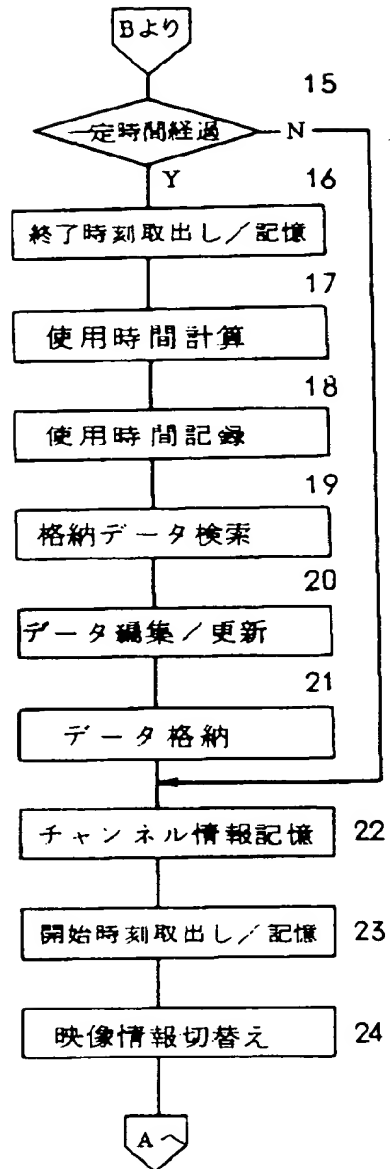 Bより
15
一定時間経過
N
Y
16
終了時刻取出し/記憶
17
使用時間計算
18
使用時間記録
19
格納データ検索
20
データ編集/更新
21
データ格納
チャンネル情報記憶 22
開始時刻取出し/記憶 23
映像情報切替え 24
Aへ